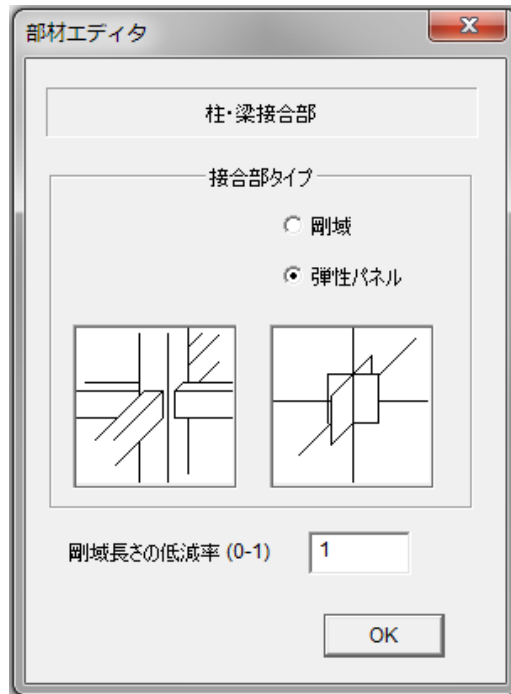 部材エディタ
柱・梁接合部
接合部タイプ
剛域
弾性パネル
剛域長さの低減率 (0-1)
1
OK